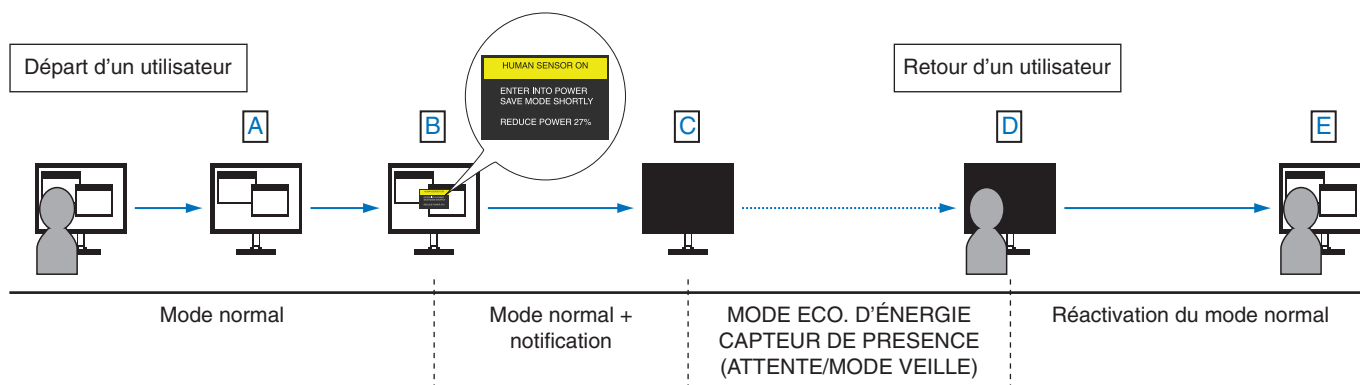 Départ d'un utilisateur
HUMAN SENSOR ON
ENTER INTO POWER
SAVE MODE SHORTLY
REDUCE POWER 27%
Retour d'un utilisateur
A
B
C
D
E
Mode normal
Mode normal +
notification
MODE ECO. D'ÉNERGIE
CAPTEUR DE PRESENCE
(ATTENTE/MODE VEILLE)
Réactivation du mode normal